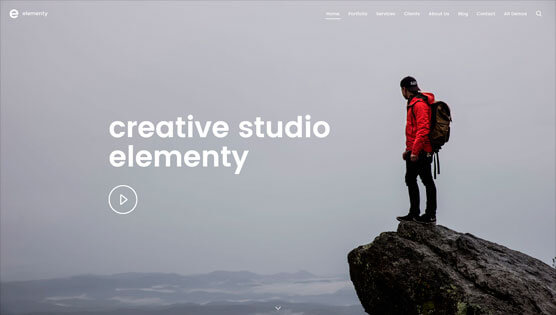 elementy
Home Portfolio Services Clients About Us Blog Contact All Demos
creative studio
elementy